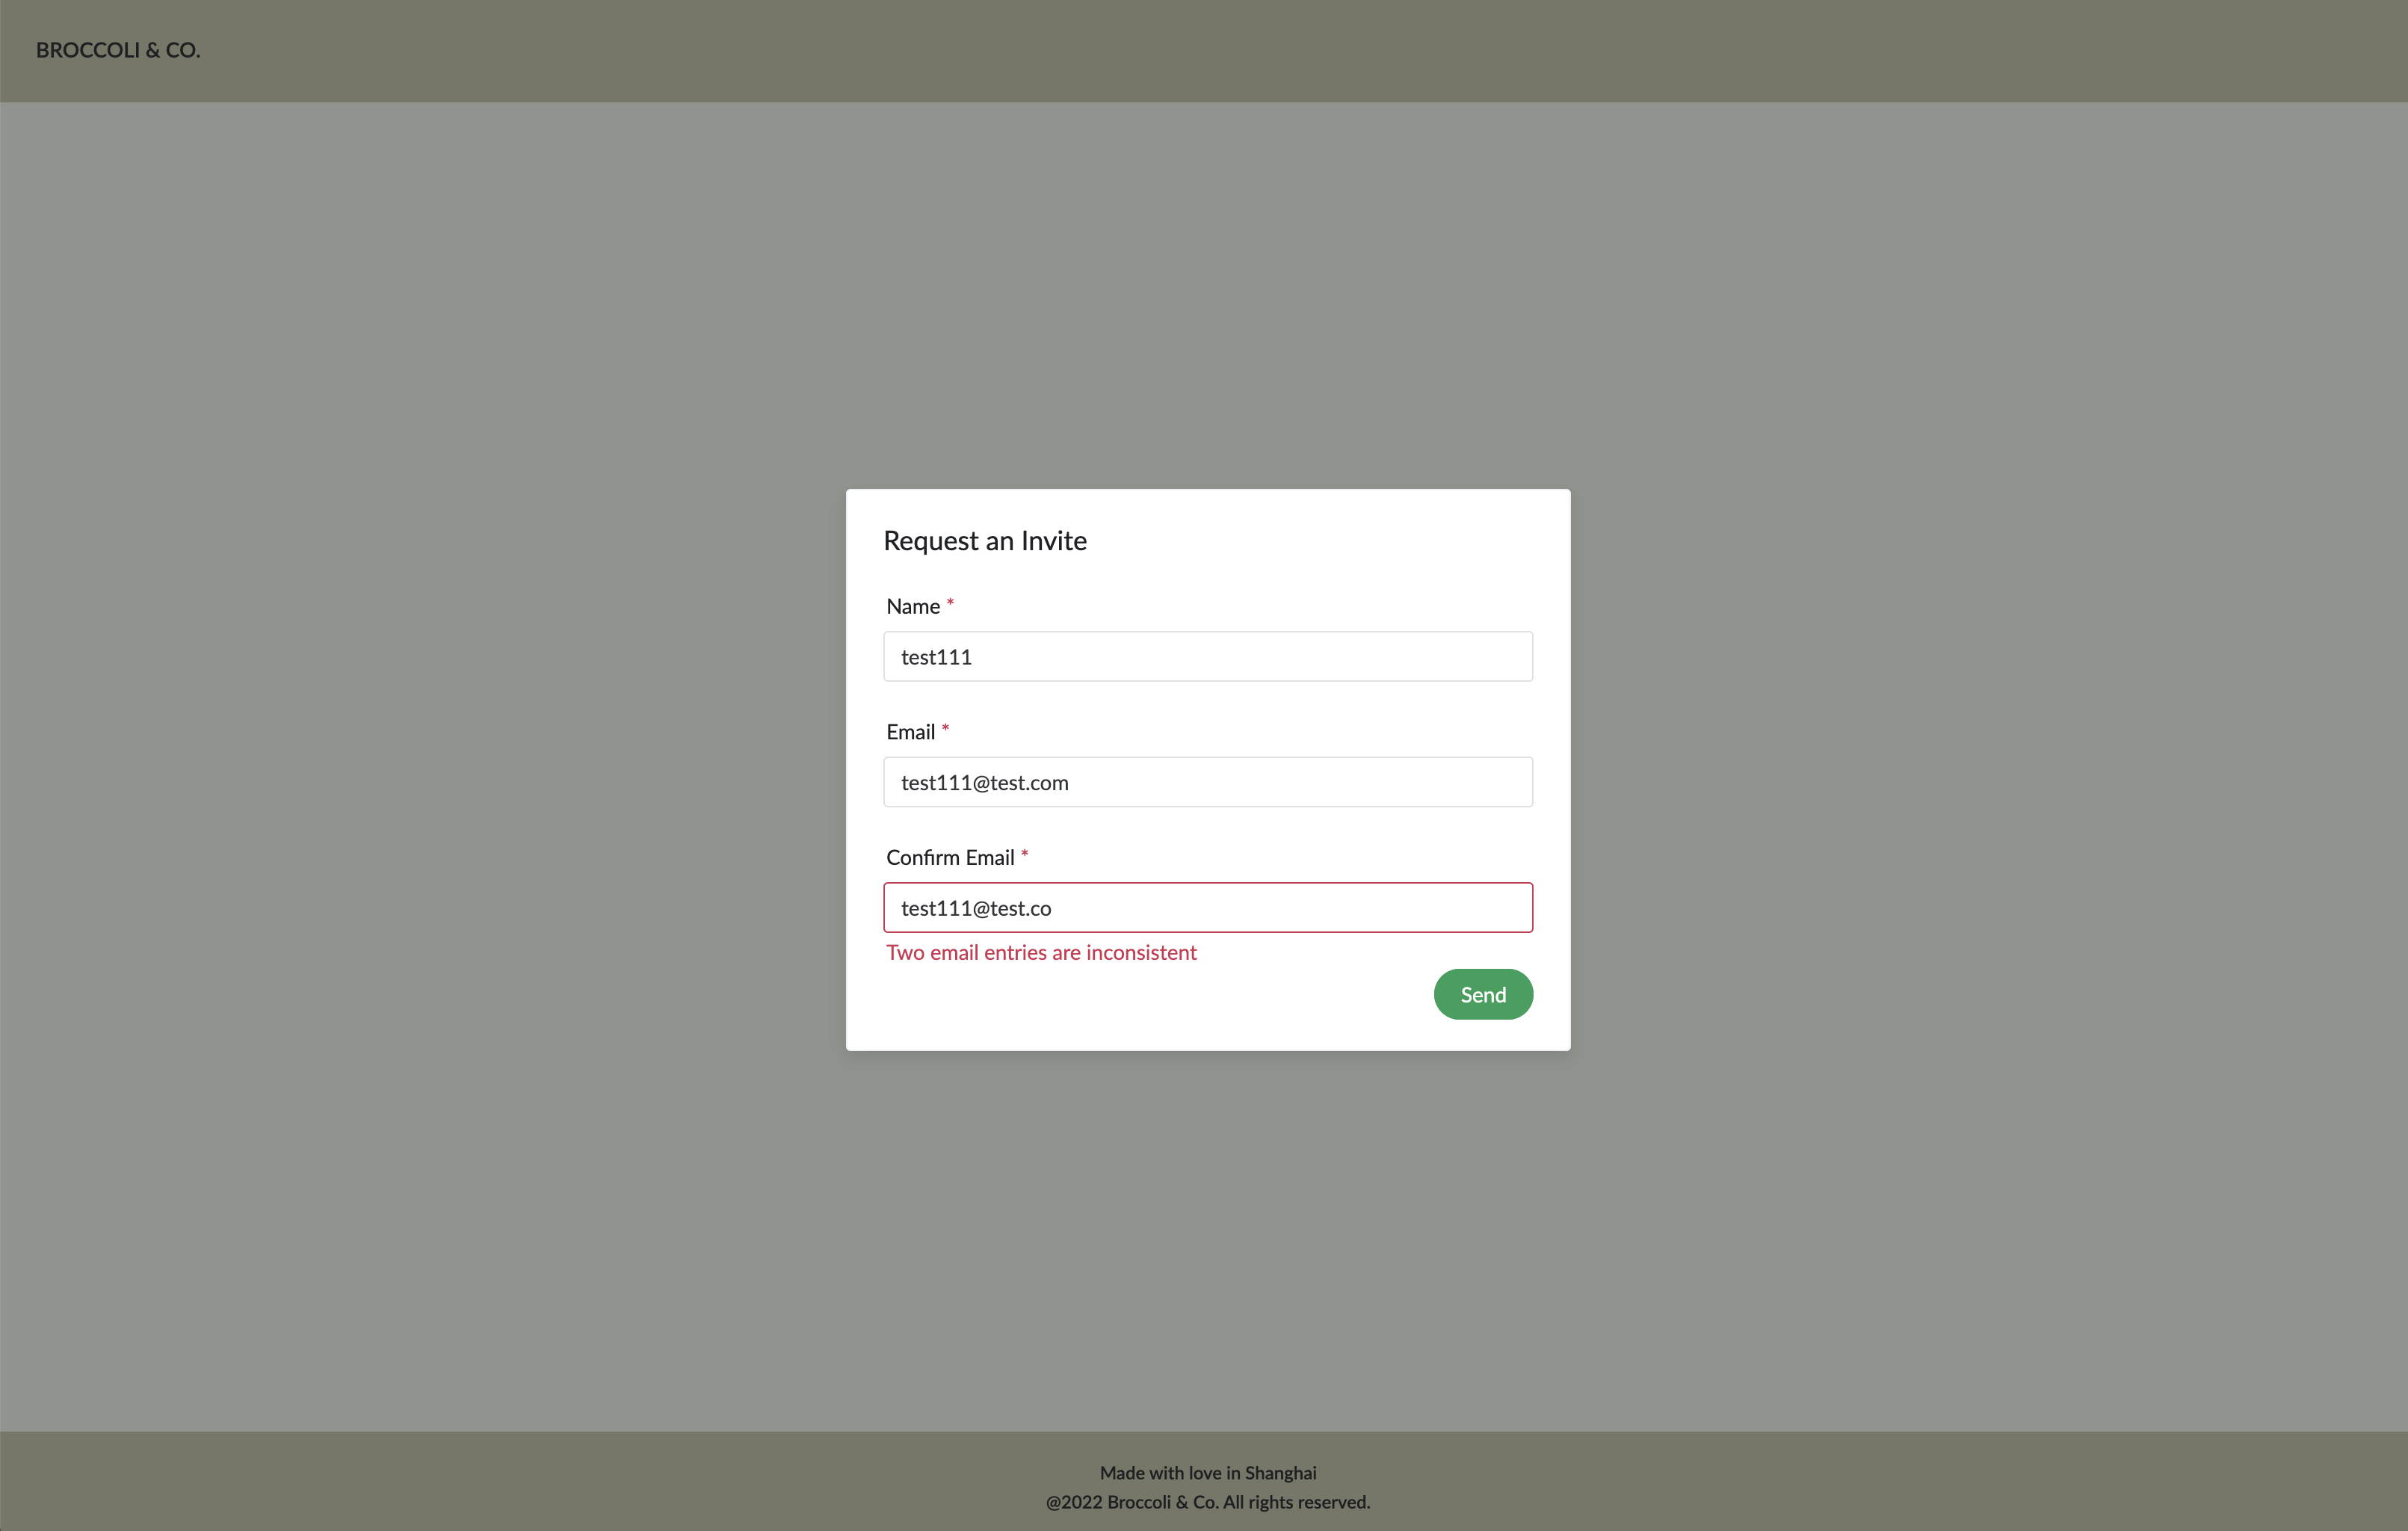 BROCCOLI & CO.
Request an Invite
Name *
test111
Email *
test111@test.com
Confirm Email *
test111@test.co
Two email entries are inconsistent
Send
Made with love in Shanghai
@2022 Broccoli & Co. All rights reserved.